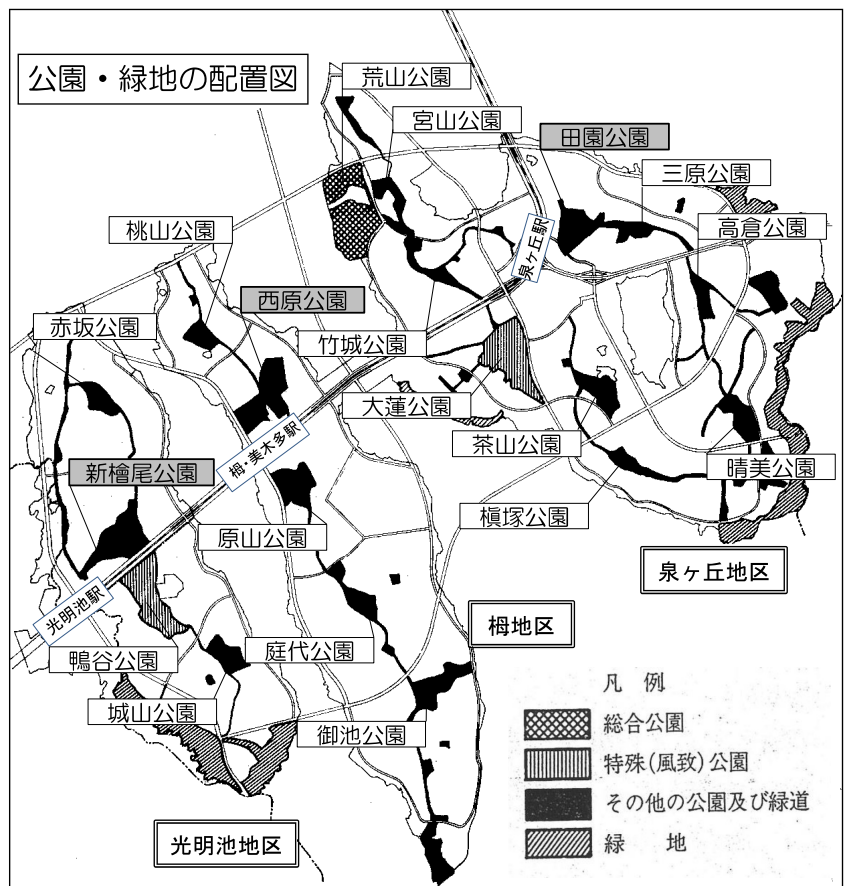 公園・緑地の配置図
荒山公園
宮山公園
田園公園
三原公園
高倉公園
桃山公園
泉ヶ丘駅
西原公園
赤坂公園
竹城公園
大蓮公園
茶山公園
栂・美木多駅
晴美公園
新檜尾公園
槇塚公園
原山公園
泉ヶ丘地区
光明池駅
栂地区
鴨谷公園
庭代公園
城山公園
御池公園
光明池地区
凡 例
総合公園
特殊(風致)公園
その他の公園及び緑道
緑 地